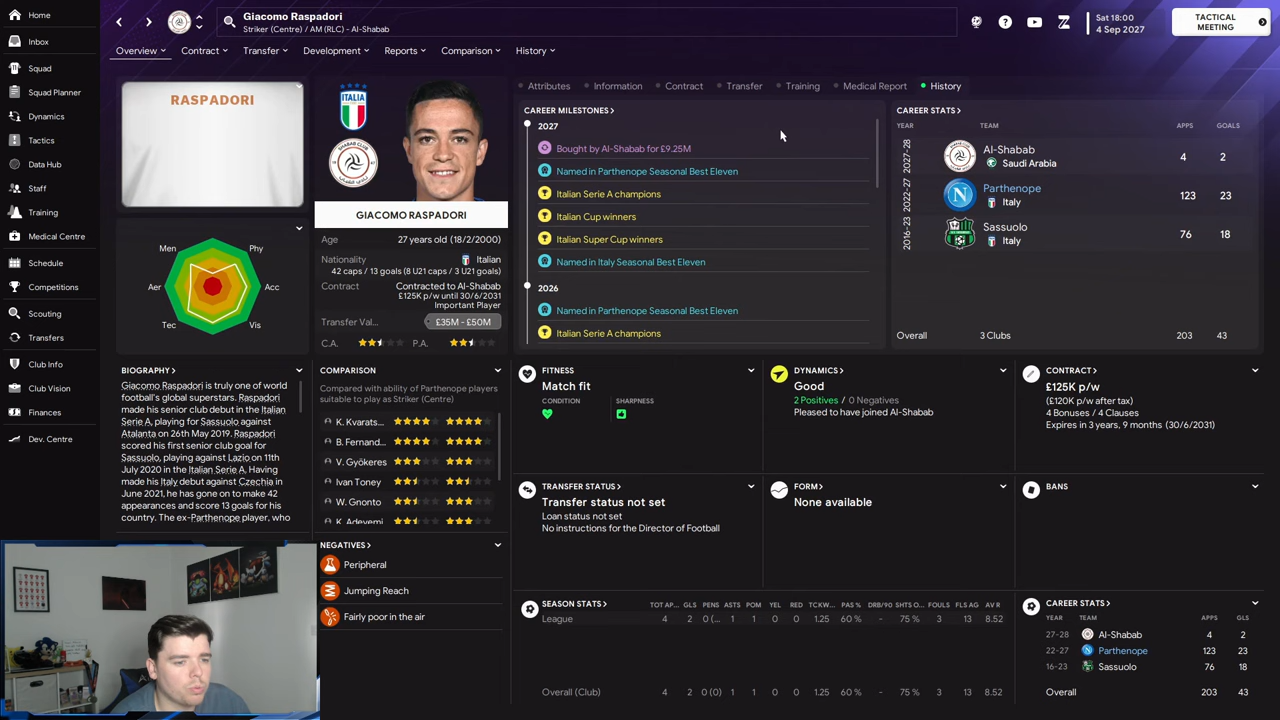 Home
Inbox
Squad
Squad Planner
Dynamics
Tactics
Data Hub
Staff
Training
Medical Centre
Schedule
Competitions
Scouting
Transfers
Club Info
Club Vision
Finances
Dev. Centre
Giacomo Raspadori
Striker (Centre) / AM (RLC) - Al-Shabab
Sat 18:00
4 Sep 2027
TACTICAL
MEETING
Overview
Contract
Transfer
Development
Reports
Comparison
History
RASPADORI
ITALIA
GIACOMO RASPADORI
Age 27 years old (18/2/2000)
Nationality Italian
42 caps / 13 goals (8 U21 caps / 3 U21 goals)
Contract Contracted to Al-Shabab
£125K p/w until 30/6/2031
Important Player
Transfer Val... £35M - £50M
C.A. P.A.
Men Phy
Aer Acc
Tec Vis
Attributes Information Contract Transfer Training Medical Report History
CAREER MILESTONES
2027
Bought by Al-Shabab for £9.25M
Named in Parthenope Seasonal Best Eleven
Italian Serie A champions
Italian Cup winners
Italian Super Cup winners
Named in Italy Seasonal Best Eleven
2026
Named in Parthenope Seasonal Best Eleven
Italian Serie A champions
CAREER STATS
YEAR TEAM APPS GOALS
2027-28 Al-Shabab 4 2
Saudi Arabia
2022-27 Parthenope 123 23
Italy
2016-23 Sassuolo 76 18
Italy
Overall 3 Clubs 203 43
BIOGRAPHY
Giacomo Raspadori is truly one of world
football's global superstars. Raspadori
made his senior club debut in the Italian
Serie A, playing for Sassuolo against
Atalanta on 26th May 2019. Raspadori
scored his first senior club goal for
Sassuolo, playing against Lazio on 11th
July 2020 in the Italian Serie A, Having
made his Italy debut against Czechia in
June 2021, he has gone on to make 42
appearances and score 13 goals for his
country. The ex-Parthenope player, who
COMPARISON
Compared with ability of Parthenope players
suitable to play as Striker (Centre)
K. Kvarats...
B. Fernand...
V. Gyökeres
Ivan Toney
W. Gnonto
K. Adeyemi
NEGATIVES
Peripheral
Jumping Reach
Fairly poor in the air
FITNESS
Match fit
CONDITION SHARPNESS
DYNAMICS
Good
2 Positives / 0 Negatives
Pleased to have joined Al-Shabab
CONTRACT
£125K p/w
(£120K p/w after tax)
4 Bonuses / 4 Clauses
Expires in 3 years, 9 months (30/6/2031)
TRANSFER STATUS
Transfer status not set
Loan status not set
No instructions for the Director of Football
FORM
None available
BANS
SEASON STATS TOT AP... GLS PENS ASTS POM YEL RED TCKW... PAS % DRB/90 SHTS O... FOULS FLS AG AV R
League 4 2 0 (... 1 1 0 0 1.25 60 % - 75 % 3 13 8.52
Overall (Club) 4 2 0 (0) 1 1 0 0 1.25 60 % - 75 % 3 13 8.52
CAREER STATS
YEAR TEAM APPS GLS
27-28 Al-Shabab 4 2
22-27 Parthenope 123 23
16-23 Sassuolo 76 18
Overall 203 43